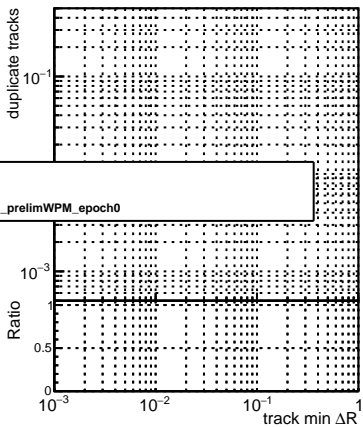 duplicate tracks
10⁻¹
_prelimWPM_epoch0
10⁻³
Ratio
1
0.5
0
10⁻³ 10⁻² 10⁻¹ 1
track min ΔR